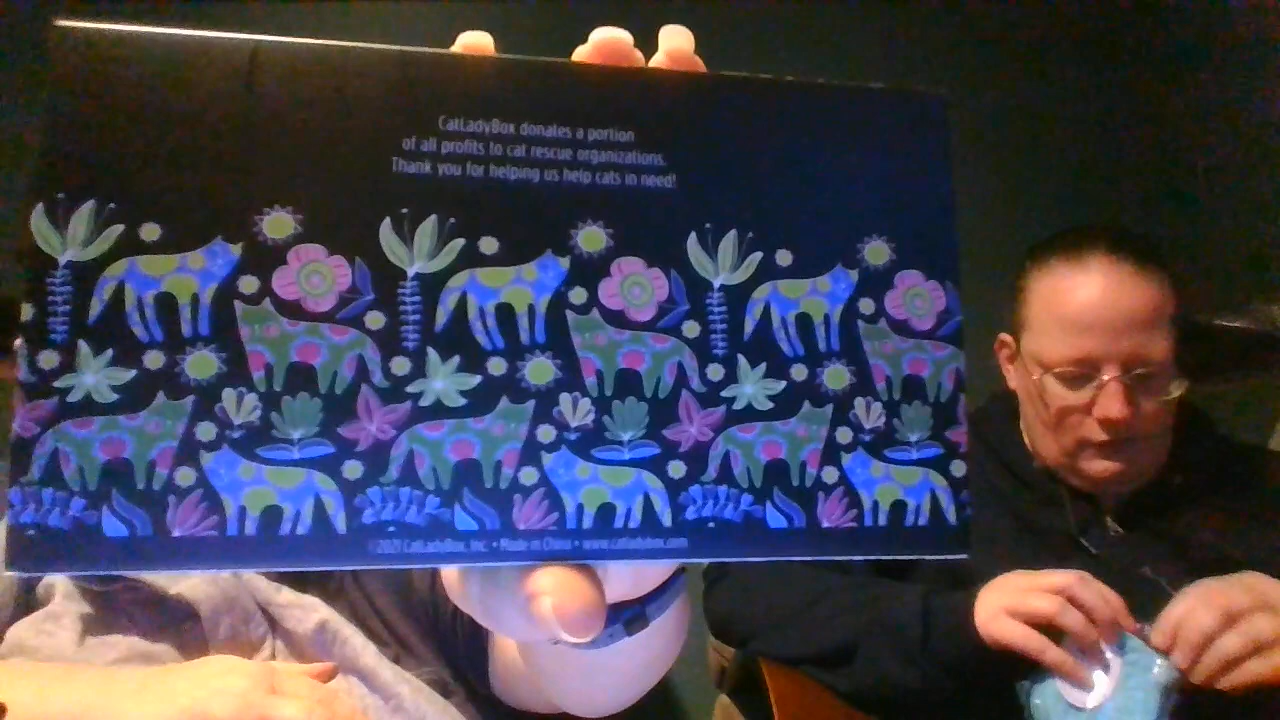 CatLadyBox donates a portion
of all profits to cat rescue organizations.
Thank you for helping us help cats in need!
©2021 CatLadyBox, Inc. • Made in China • www.catladybox.com